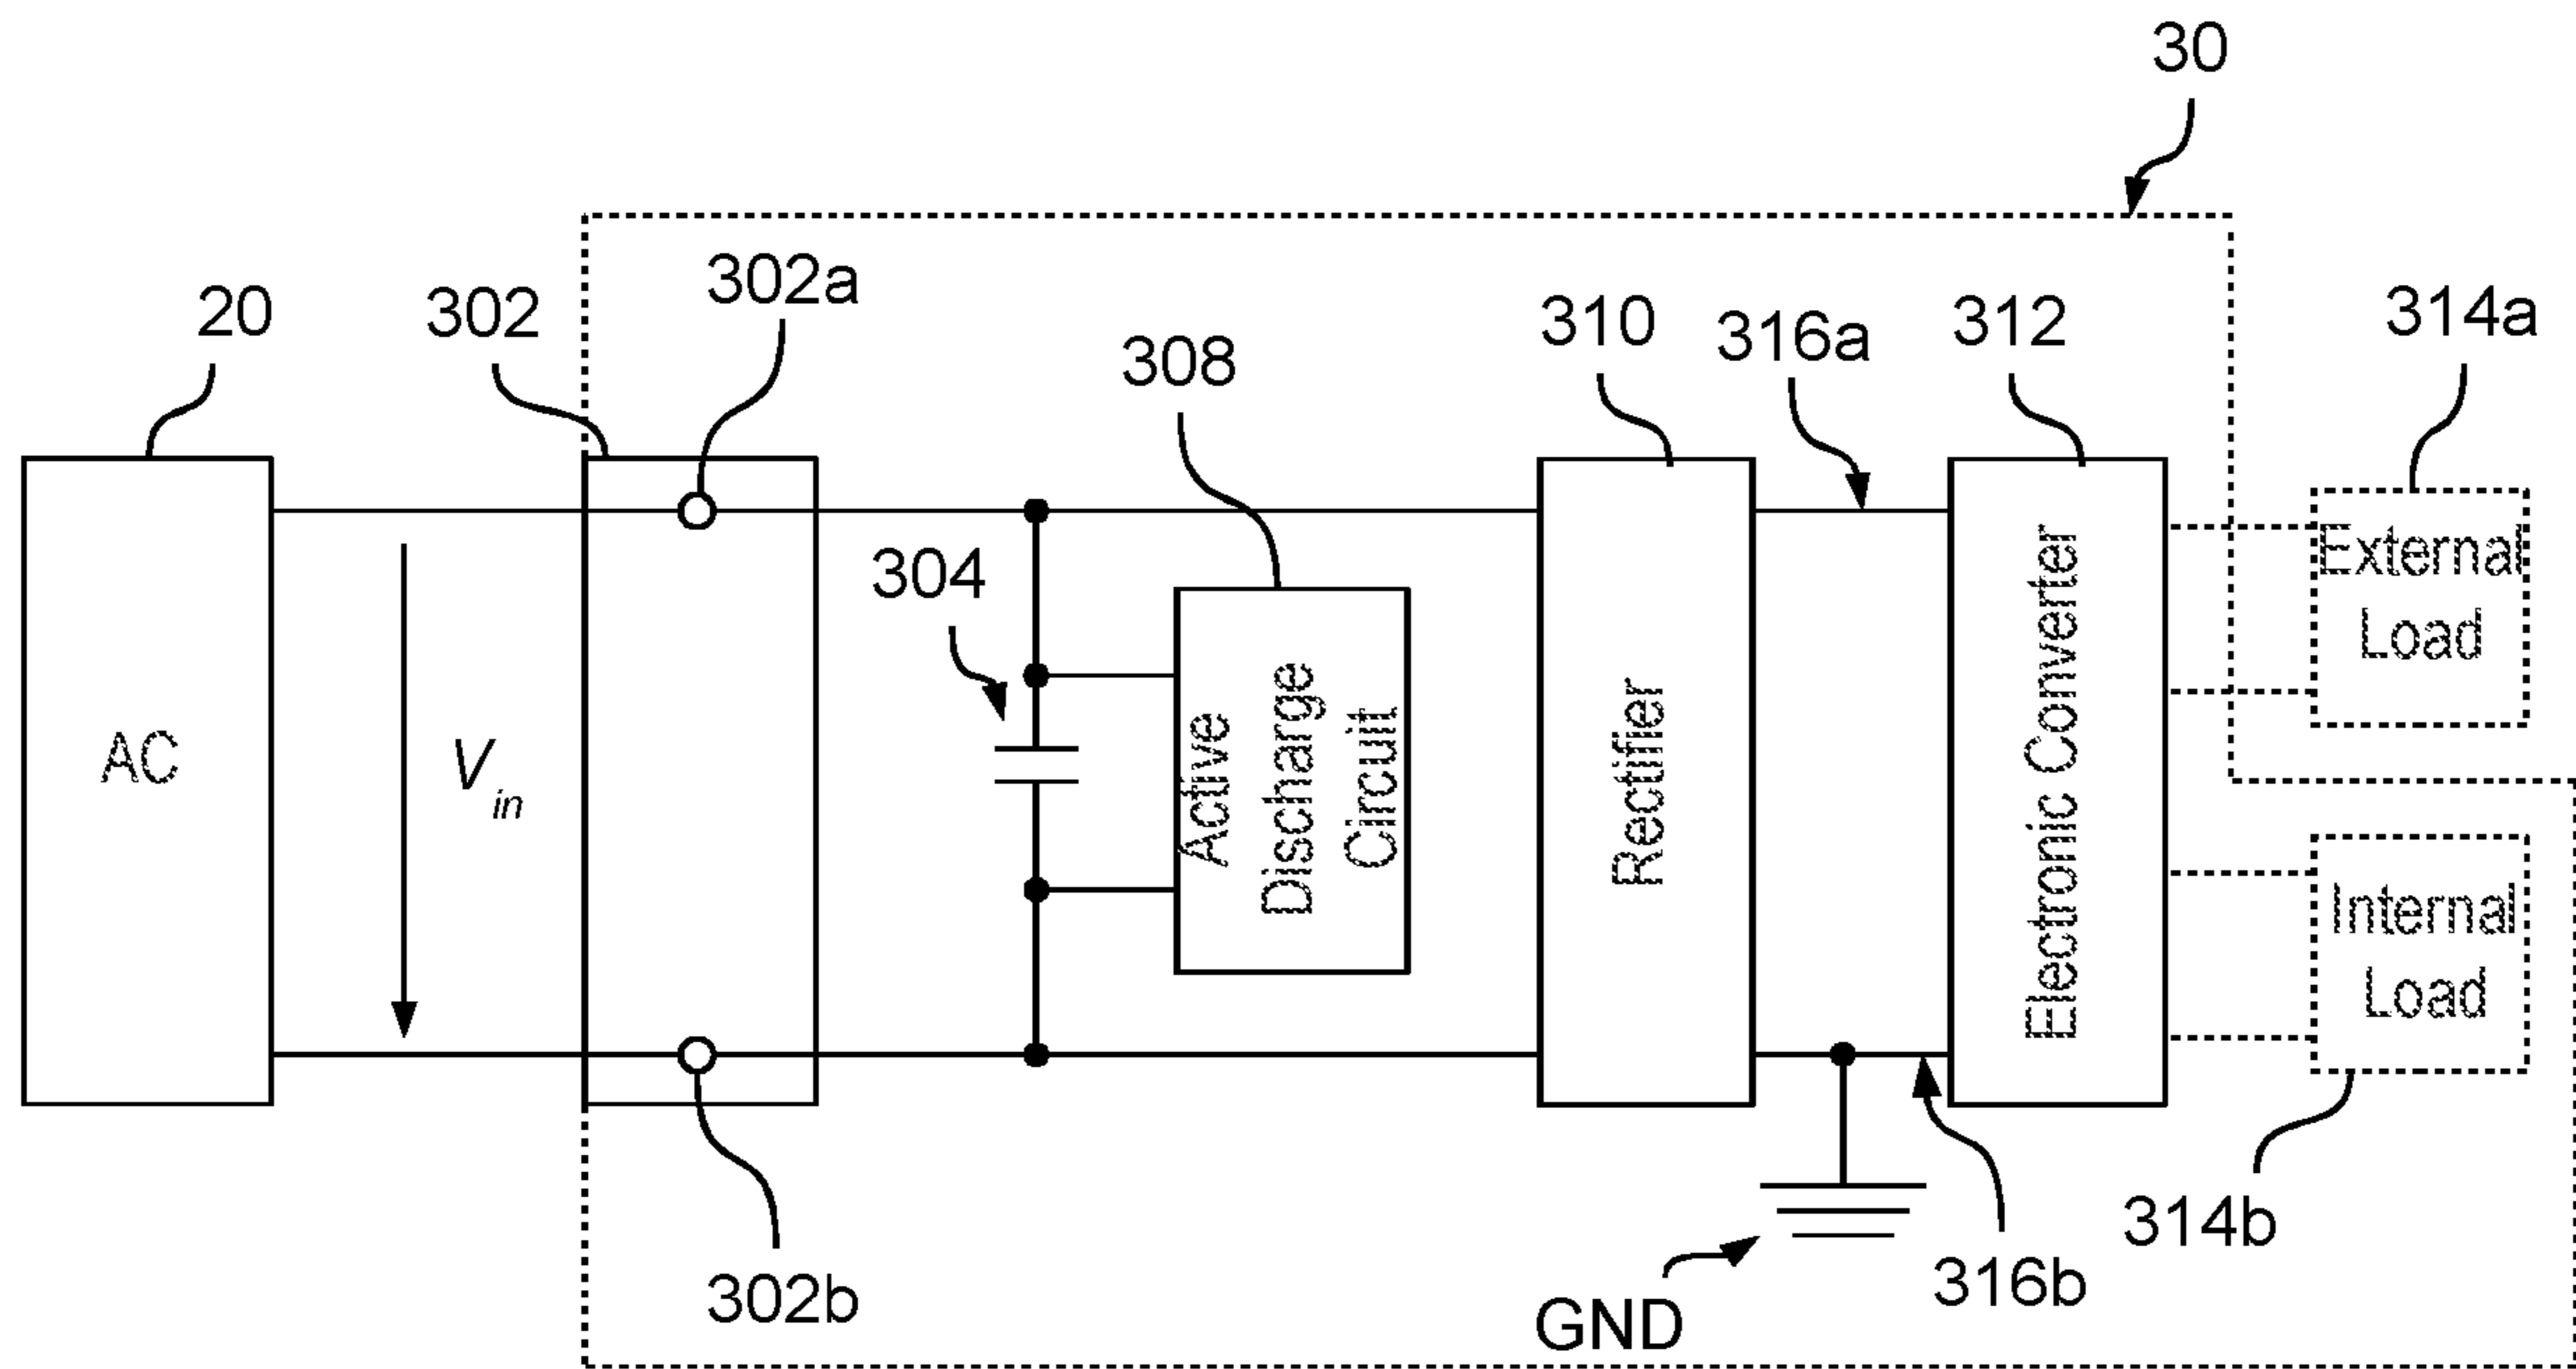 30
302a
20
302
310
316a
312
314a
308
External
Load
304
AC
Vin
Active
Discharge
Circuit
Rectifier
Electronic Converter
Internal
Load
314b
316b
302b
GND